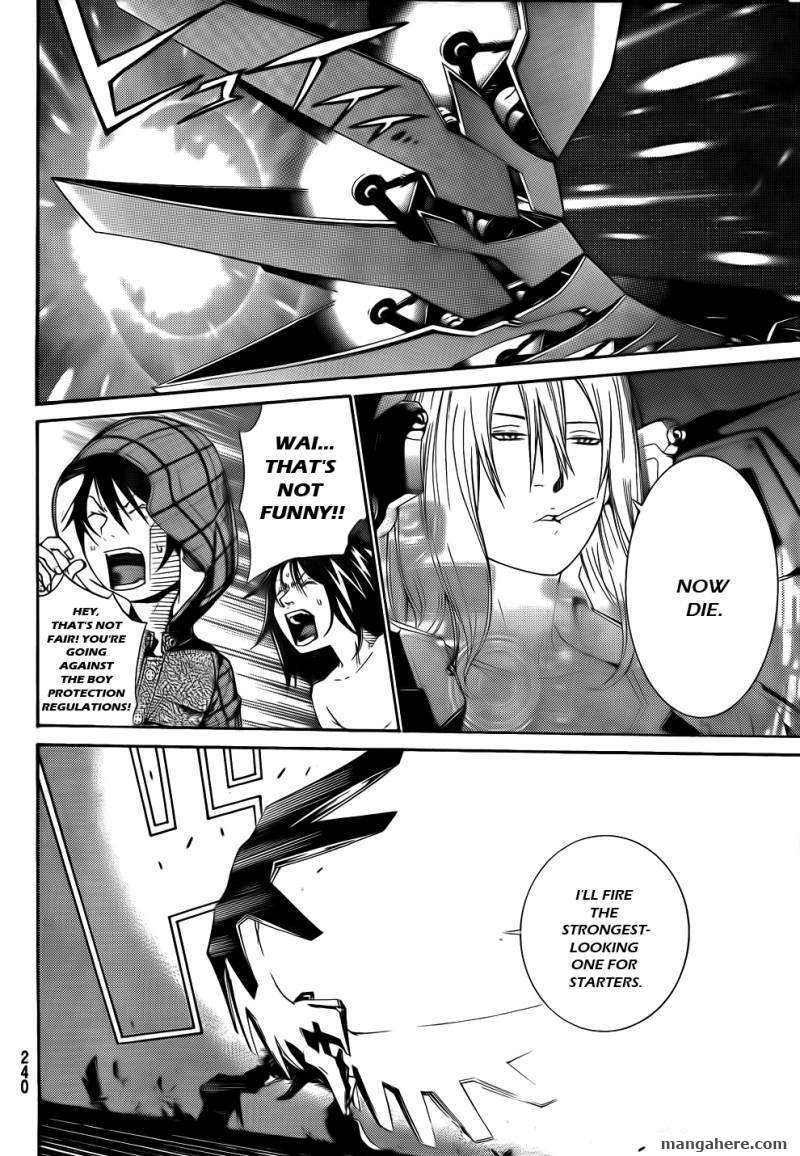 NOW
DIE.
WAI...
THAT'S
NOT
FUNNY!!
HEY,
THAT'S NOT
FAIR! YOU'RE
GOING
AGAINST
THE BOY
PROTECTION
REGULATIONS!
I'LL FIRE
THE
STRONGEST-
LOOKING
ONE FOR
STARTERS.
240
mangahere.com